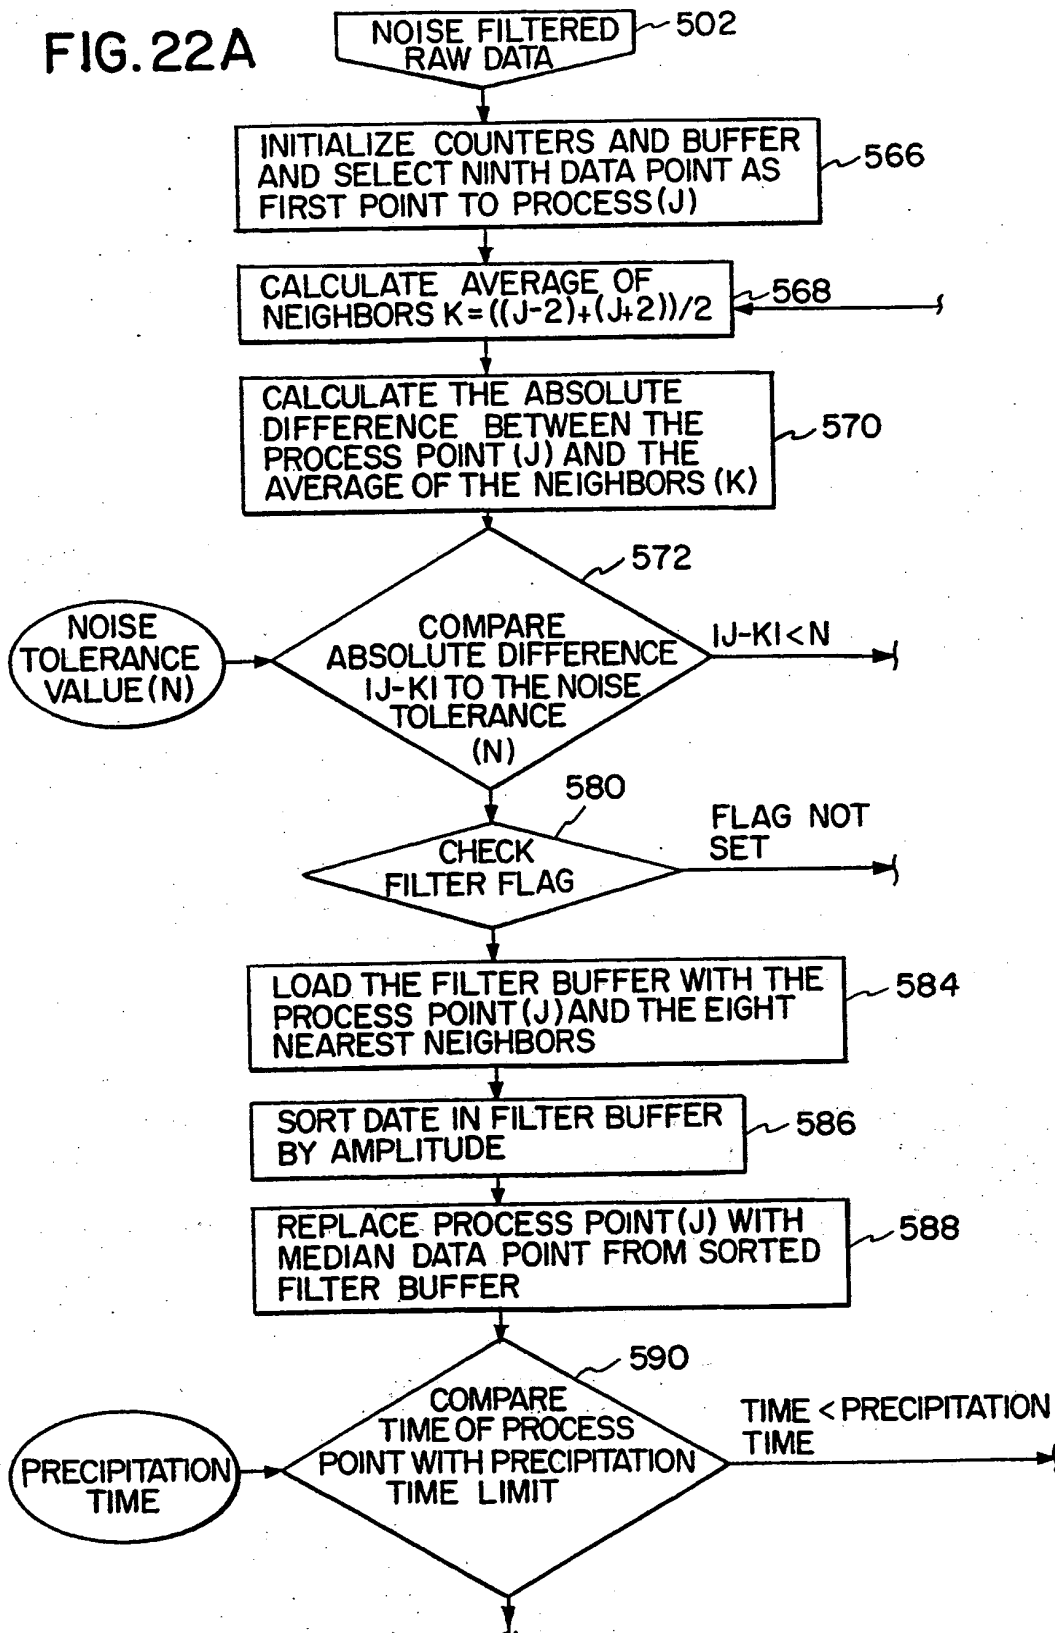 FIG. 22A
NOISE FILTERED
RAW DATA
502
INITIALIZE COUNTERS AND BUFFER
AND SELECT NINTH DATA POINT AS
FIRST POINT TO PROCESS (J)
566
CALCULATE AVERAGE OF
NEIGHBORS K=((J-2)+(J+2))/2
568
CALCULATE THE ABSOLUTE
DIFFERENCE BETWEEN THE
PROCESS POINT (J) AND THE
AVERAGE OF THE NEIGHBORS (K)
570
572
NOISE
TOLERANCE
VALUE (N)
COMPARE
ABSOLUTE DIFFERENCE
|J-K| TO THE NOISE
TOLERANCE
(N)
|J-K|<N
580
CHECK
FILTER FLAG
FLAG NOT
SET
LOAD THE FILTER BUFFER WITH THE
PROCESS POINT (J) AND THE EIGHT
NEAREST NEIGHBORS
584
SORT DATE IN FILTER BUFFER
BY AMPLITUDE
586
REPLACE PROCESS POINT (J) WITH
MEDIAN DATA POINT FROM SORTED
FILTER BUFFER
588
590
PRECIPITATION
TIME
COMPARE
TIME OF PROCESS
POINT WITH PRECIPITATION
TIME LIMIT
TIME < PRECIPITATION
TIME